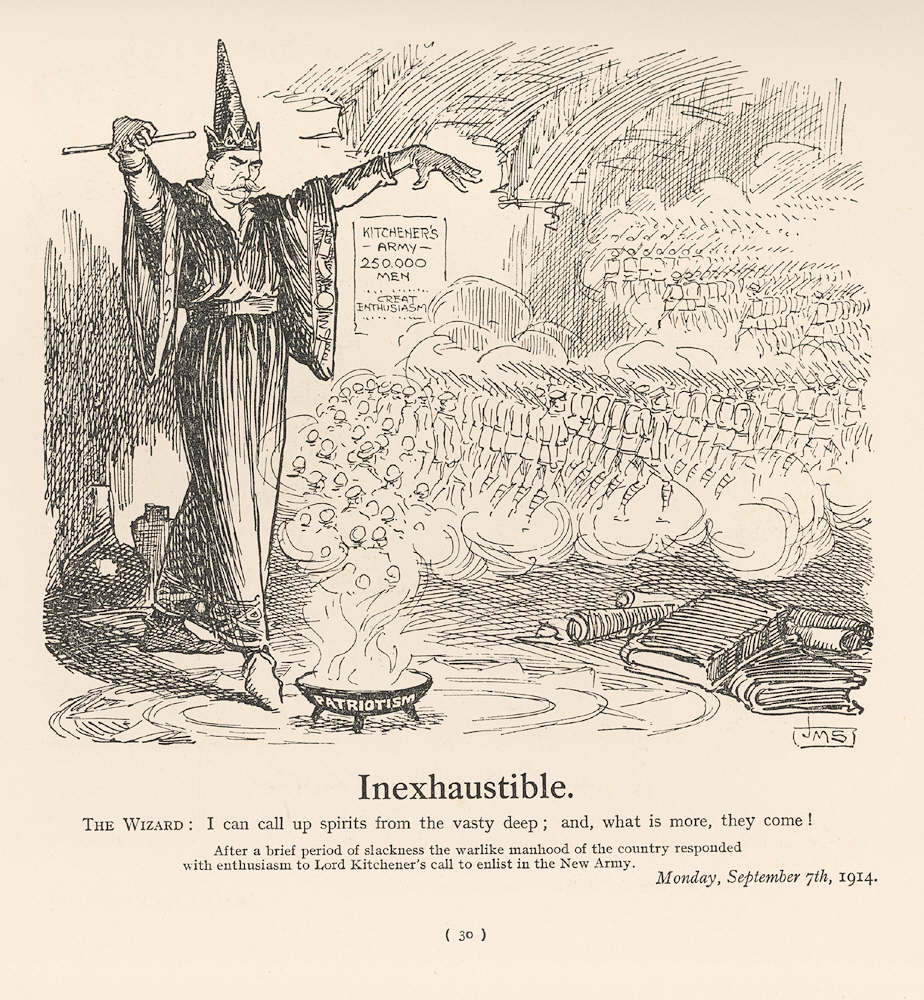 KITCHENER'S
— ARMY —
250.000
MEN
GREAT
ENTHUSIASM
PATRIOTISM
JMS
Inexhaustible.
THE WIZARD: I can call up spirits from the vasty deep; and, what is more, they come!
After a brief period of slackness the warlike manhood of the country responded
with enthusiasm to Lord Kitchener's call to enlist in the New Army.
Monday, September 7th, 1914.
( 30 )